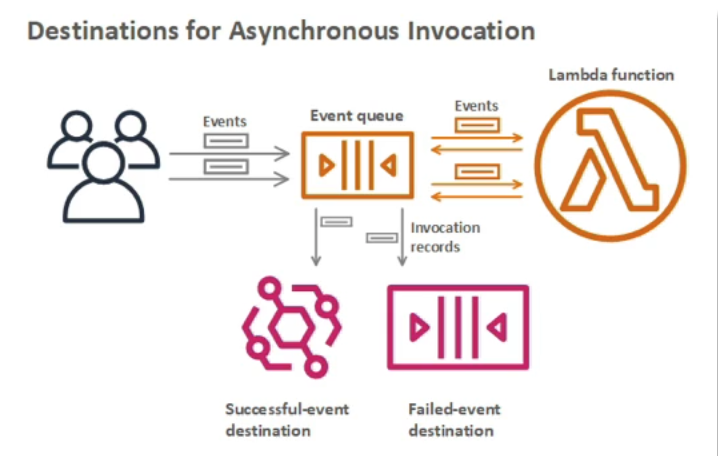 Destinations for Asynchronous Invocation
Lambda function
Events
Event queue
Events
Invocation
records
Successful-event
destination
Failed-event
destination